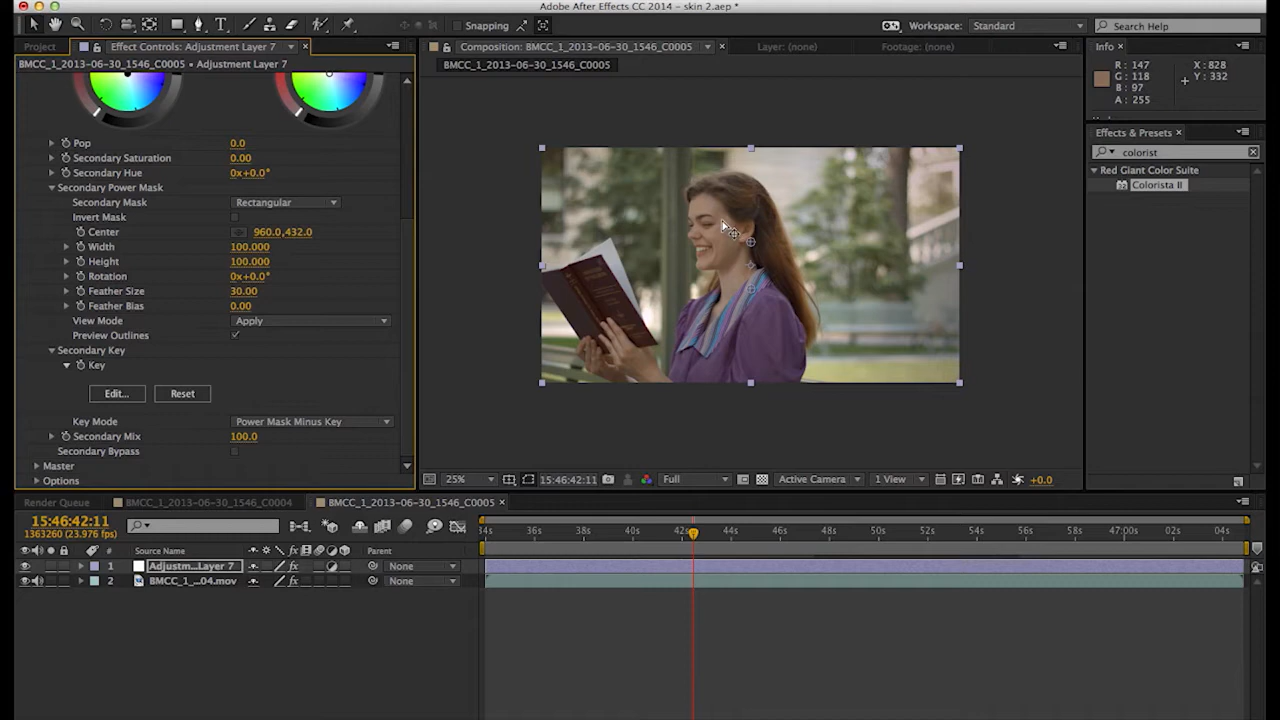 Adobe After Effects CC 2014 – skin 2.aep *
Snapping
Workspace: Standard
Search Help
Project
Effect Controls: Adjustment Layer 7
Composition: BMCC_1_2013–06–30_1546_C0005
Layer: (none)
Footage: (none)
Info
BMCC_1_2013–06–30_1546_C0005 • Adjustment Layer 7
BMCC_1_2013–06–30_1546_C0005
R: 147
G: 118
B: 97
A: 255
X: 828
Y: 332
Effects & Presets
colorist
Red Giant Color Suite
Colorista II
Pop 0.0
Secondary Saturation 0.00
Secondary Hue 0x+0.0°
Secondary Power Mask
Secondary Mask Rectangular
Invert Mask
Center 960.0,432.0
Width 100.000
Height 100.000
Rotation 0x+0.0°
Feather Size 30.00
Feather Bias 0.00
View Mode Apply
Preview Outlines
Secondary Key
Key
Edit... Reset
Key Mode Power Mask Minus Key
Secondary Mix 100.0
Secondary Bypass
Master
Options
25% 15:46:42:11 Full Active Camera 1 View +0.0
Render Queue BMCC_1_2013–06–30_1546_C0004 BMCC_1_2013–06–30_1546_C0005
15:46:42:11
1363260 (23.976 fps)
34s 36s 38s 40s 42s 44s 46s 48s 50s 52s 54s 56s 58s 47:00s 02s 04s
# Source Name Parent
1 Adjustm...Layer 7 None
2 BMCC_1_...04.mov None